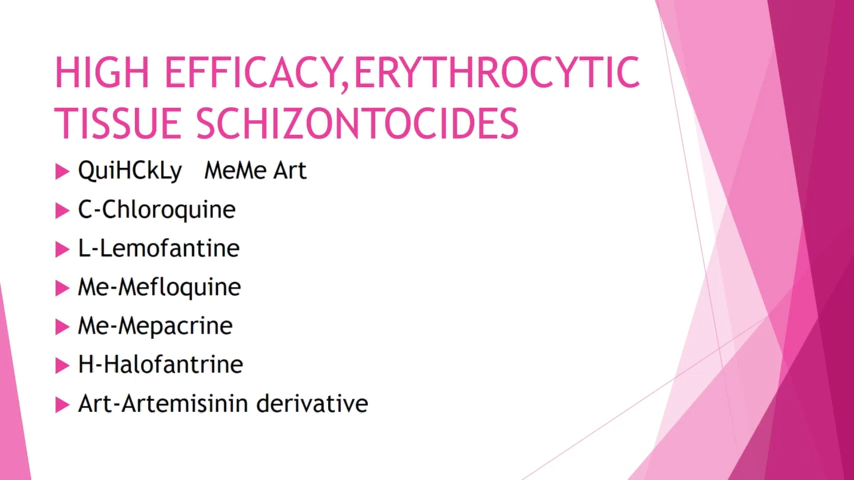 HIGH EFFICACY,ERYTHROCYTIC
TISSUE SCHIZONTOCIDES
QuiHCkLy MeMe Art
C-Chloroquine
L-Lemofantine
Me-Mefloquine
Me-Mepacrine
H-Halofantrine
Art-Artemisinin derivative